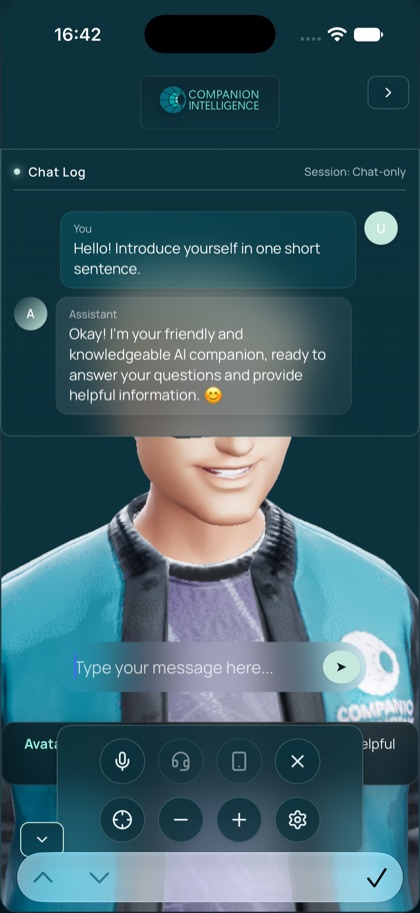 16:42
COMPANION
INTELLIGENCE
Chat Log
Session: Chat-only
You
U
Hello! Introduce yourself in one short
sentence.
A
Assistant
Okay! I'm your friendly and
knowledgeable AI companion, ready to
answer your questions and provide
helpful information. 😊
Type your message here...